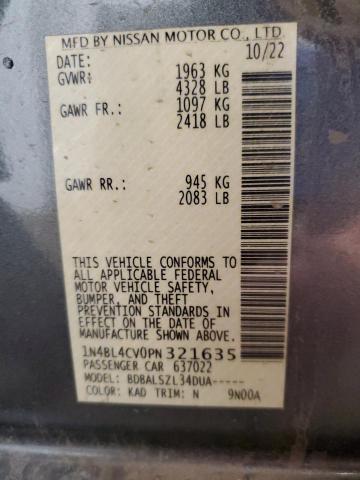 MFD BY NISSAN MOTOR CO., LTD.
DATE: 10/22
GVWR: 1963 KG
4328 LB
GAWR FR.: 1097 KG
2418 LB
GAWR RR.: 945 KG
2083 LB
THIS VEHICLE CONFORMS TO
ALL APPLICABLE FEDERAL
MOTOR VEHICLE SAFETY,
BUMPER, AND THEFT
PREVENTION STANDARDS IN
EFFECT ON THE DATE OF
MANUFACTURE SHOWN ABOVE.
1N4BL4CV0PN321635
PASSENGER CAR 637022
MODEL: BDBALSZL34DUA-----
COLOR: KAD TRIM: N 9N00A